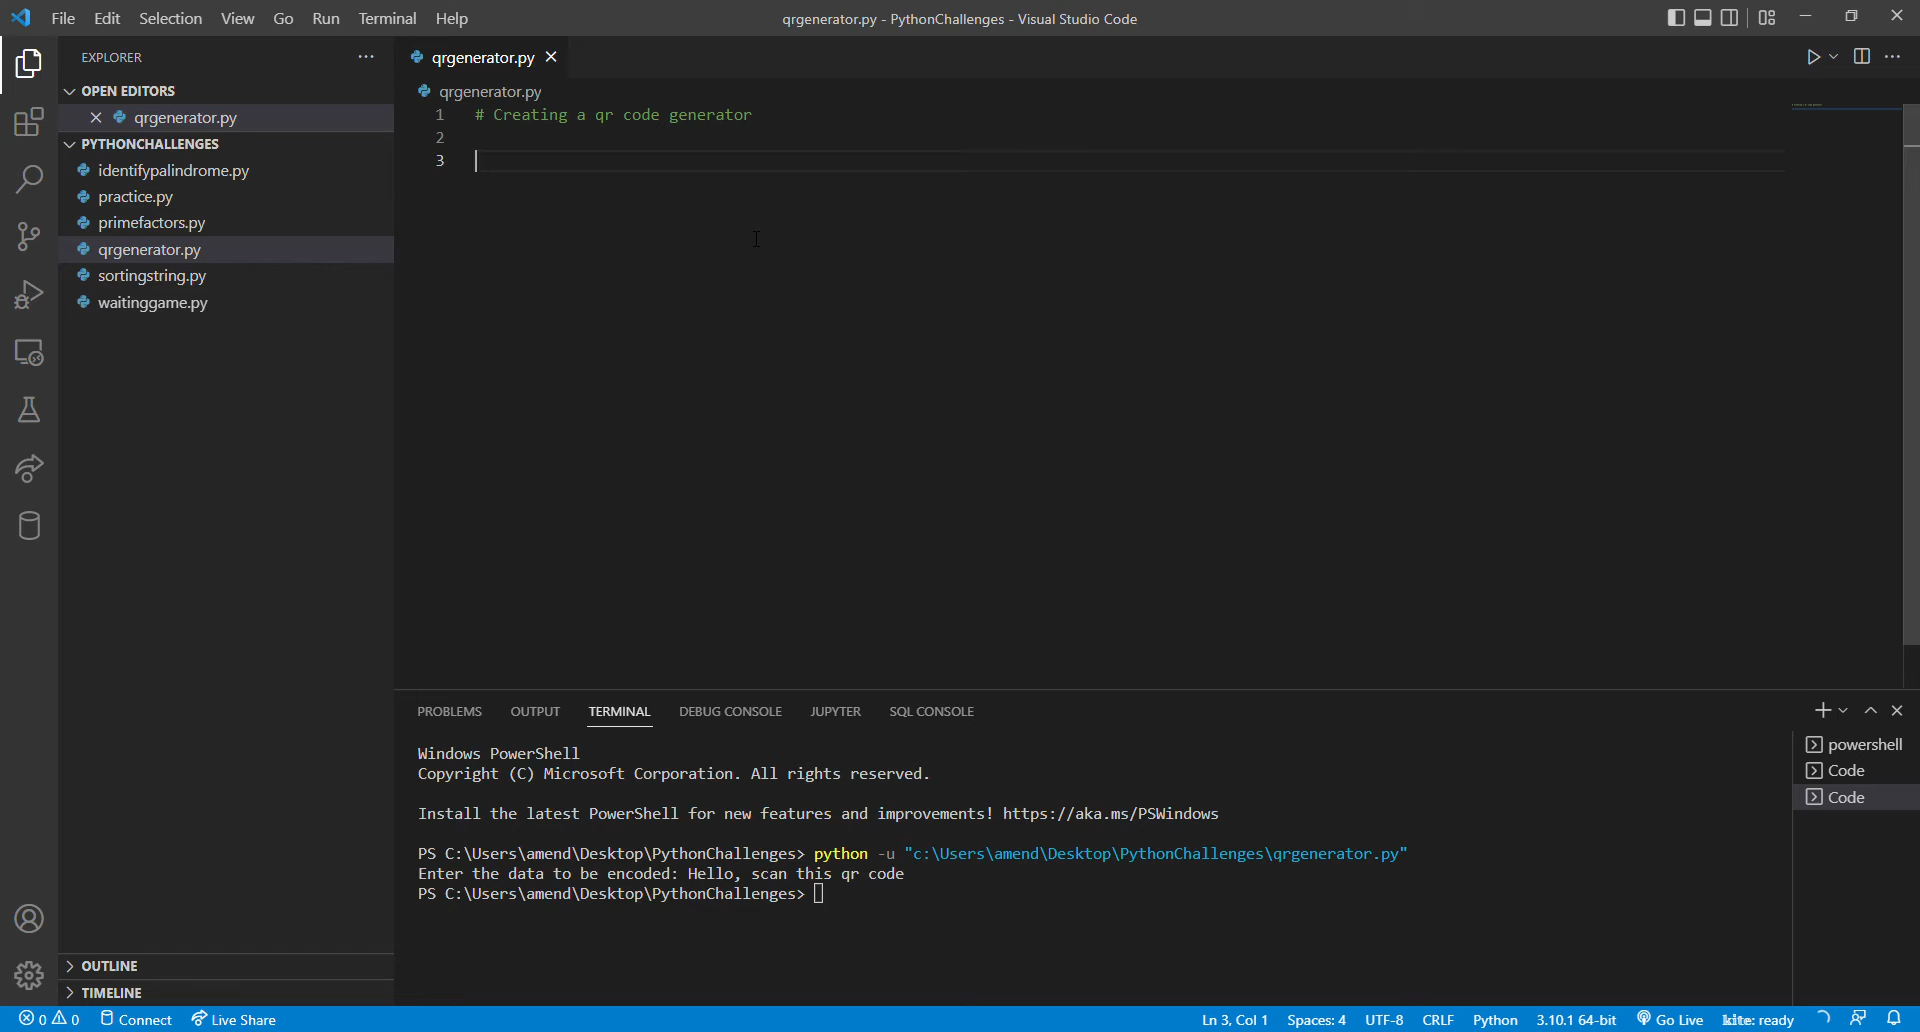 File Edit Selection View Go Run Terminal Help
qrgenerator.py - PythonChallenges - Visual Studio Code
EXPLORER
OPEN EDITORS
qrgenerator.py
PYTHONCHALLENGES
identifypalindrome.py
practice.py
primefactors.py
qrgenerator.py
sortingstring.py
waitinggame.py
OUTLINE
TIMELINE
qrgenerator.py
qrgenerator.py
1 # Creating a qr code generator
2
3
PROBLEMS OUTPUT TERMINAL DEBUG CONSOLE JUPYTER SQL CONSOLE
Windows PowerShell
Copyright (C) Microsoft Corporation. All rights reserved.
Install the latest PowerShell for new features and improvements! https://aka.ms/PSWindows
PS C:\Users\amend\Desktop\PythonChallenges> python -u "c:\Users\amend\Desktop\PythonChallenges\qrgenerator.py"
Enter the data to be encoded: Hello, scan this qr code
PS C:\Users\amend\Desktop\PythonChallenges>
powershell
Code
Code
0 0 Connect Live Share
Ln 3, Col 1 Spaces: 4 UTF-8 CRLF Python 3.10.1 64-bit Go Live kite: ready